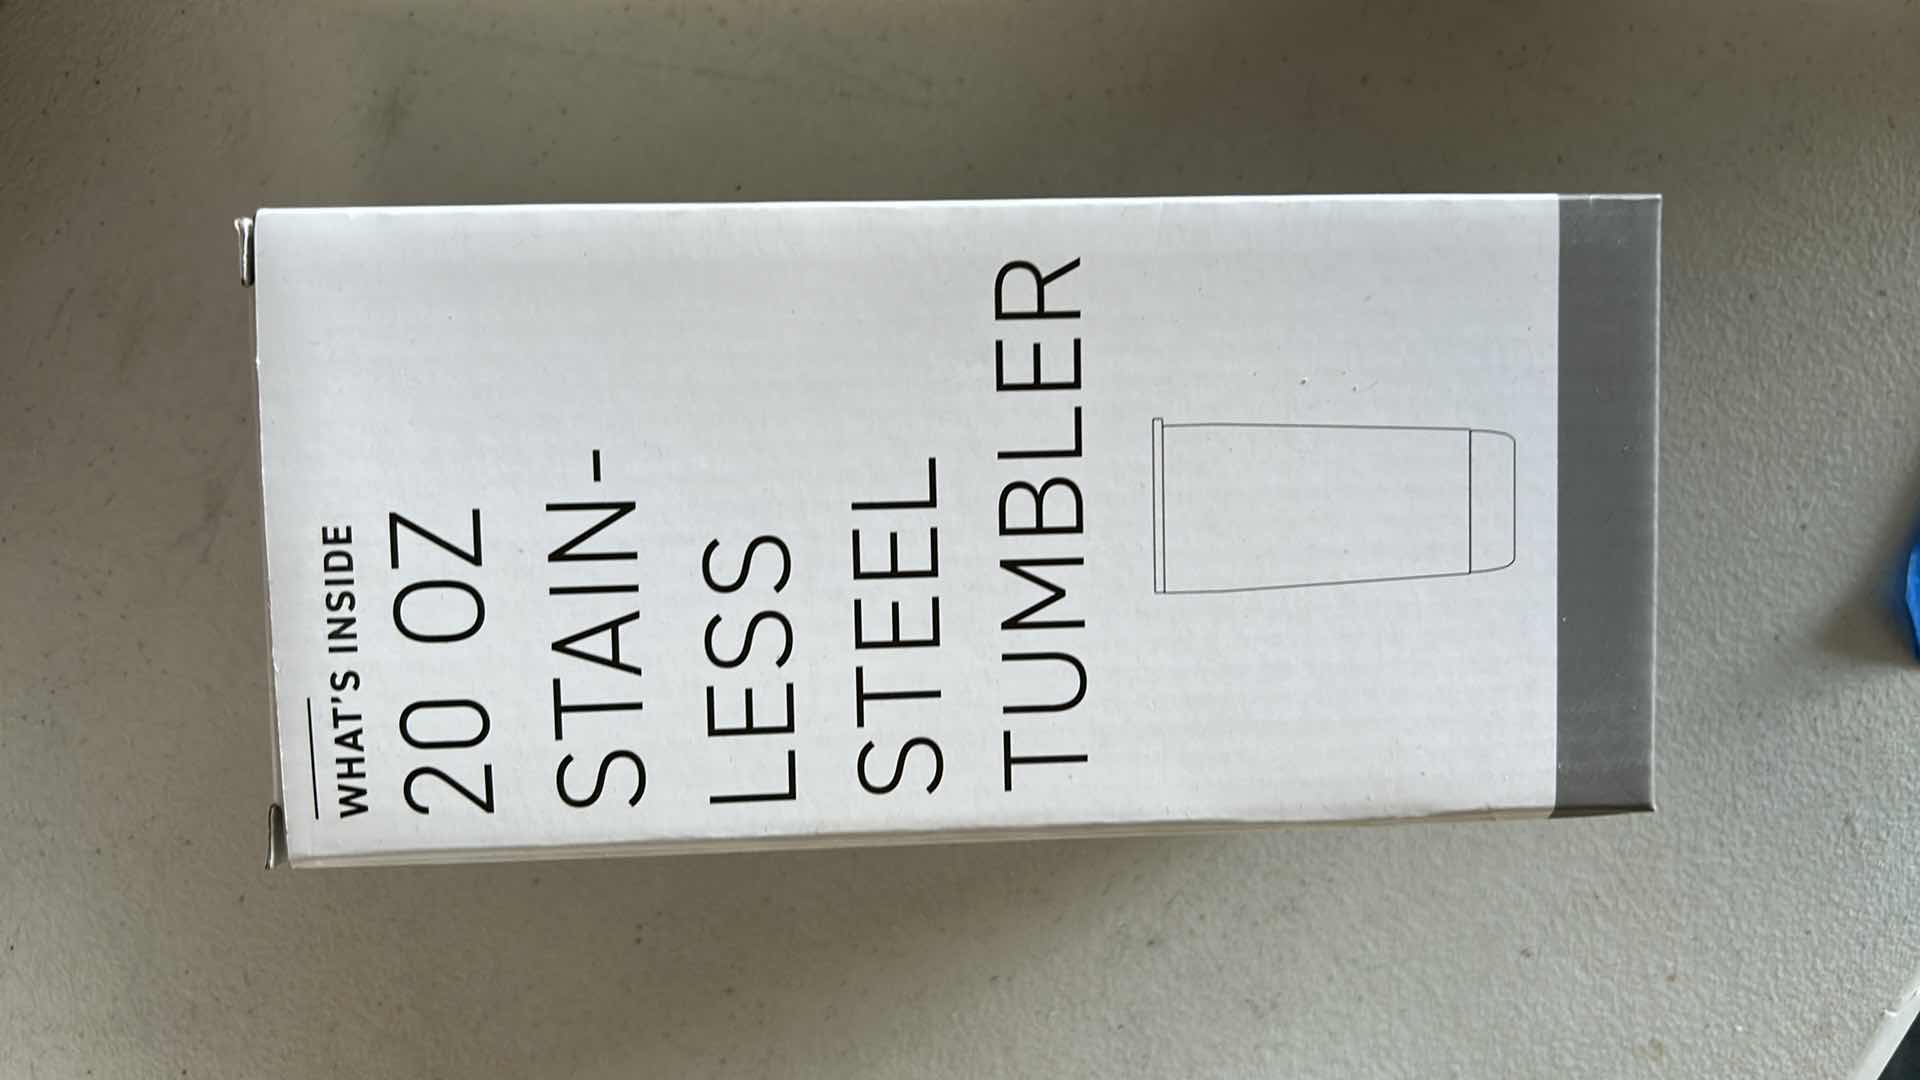 WHAT'S INSIDE
20 OZ
STAIN-
LESS
STEEL
TUMBLER